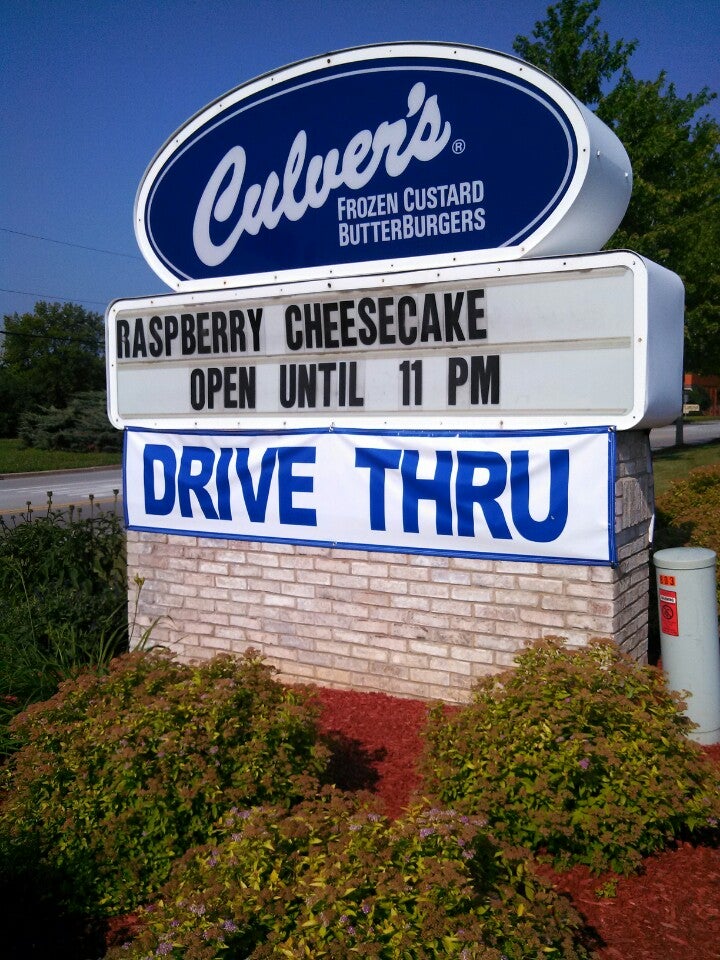 Culver's®
FROZEN CUSTARD
BUTTERBURGERS
RASPBERRY CHEESECAKE
OPEN UNTIL 11 PM
DRIVE THRU